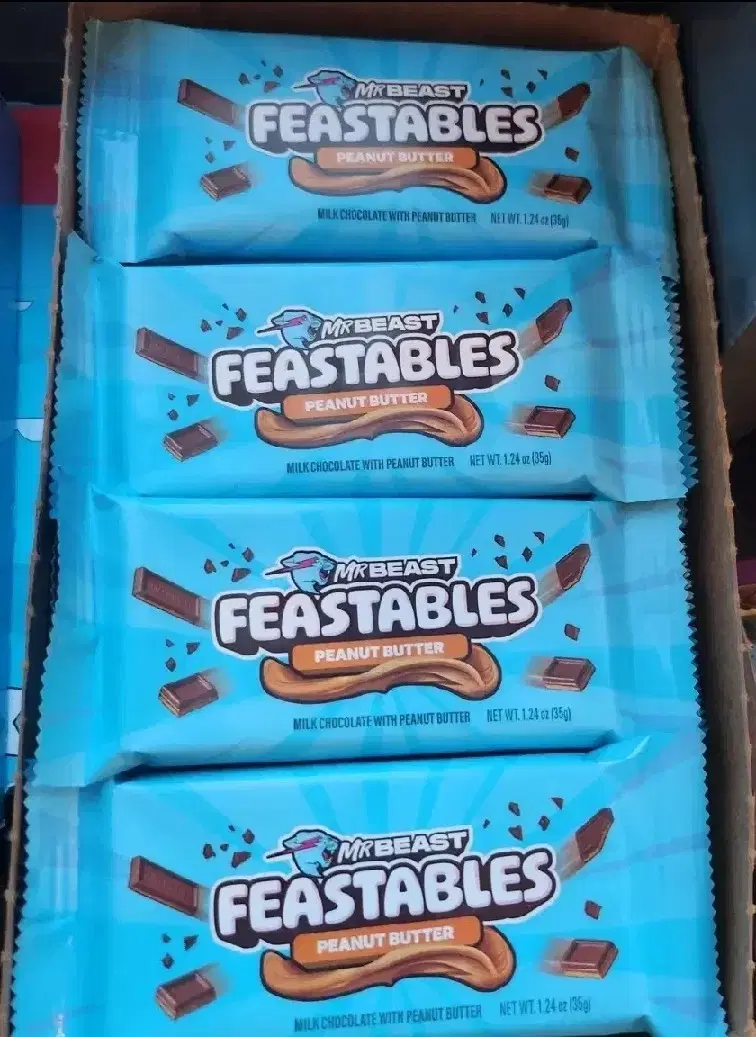 MRBEAST
FEASTABLES
PEANUT BUTTER
MILK CHOCOLATE WITH PEANUT BUTTER NET WT. 1.24 oz (35g)
MRBEAST
FEASTABLES
PEANUT BUTTER
MILK CHOCOLATE WITH PEANUT BUTTER NET WT. 1.24 oz (35g)
MRBEAST
FEASTABLES
PEANUT BUTTER
MILK CHOCOLATE WITH PEANUT BUTTER NET WT. 1.24 oz (35g)
MRBEAST
FEASTABLES
PEANUT BUTTER
MILK CHOCOLATE WITH PEANUT BUTTER NET WT. 1.24 oz (35g)